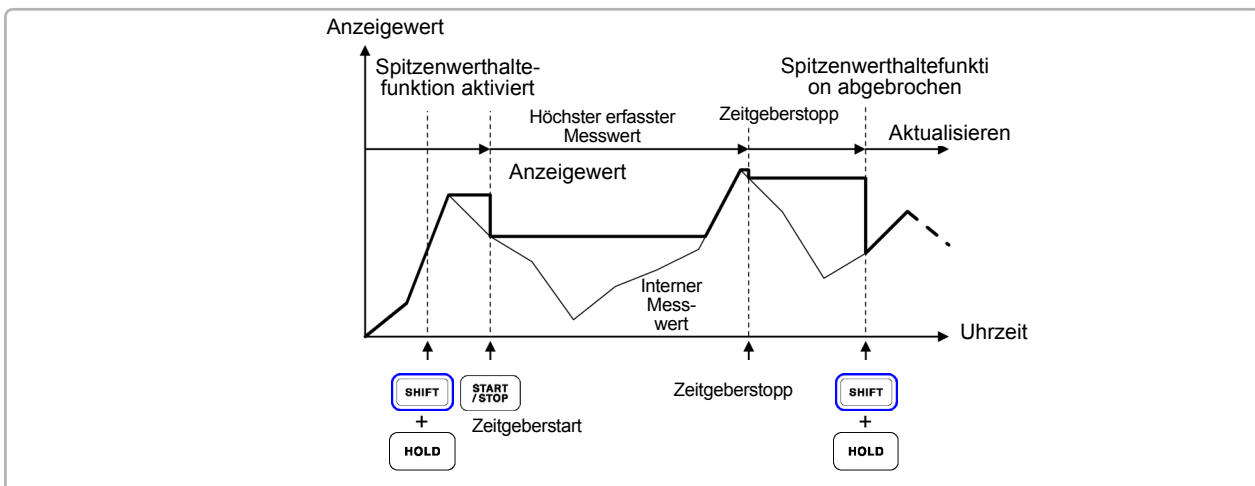 Anzeigewert
Spitzenwerthalte-
funktion aktiviert
Spitzenwerthaltefunkti
on abgebrochen
Höchster erfasster
Messwert
Zeitgeberstopp
Aktualisieren
Anzeigewert
Interner
Mess-
wert
Uhrzeit
SHIFT
+
HOLD
START
/STOP
Zeitgeberstart
Zeitgeberstopp
SHIFT
+
HOLD